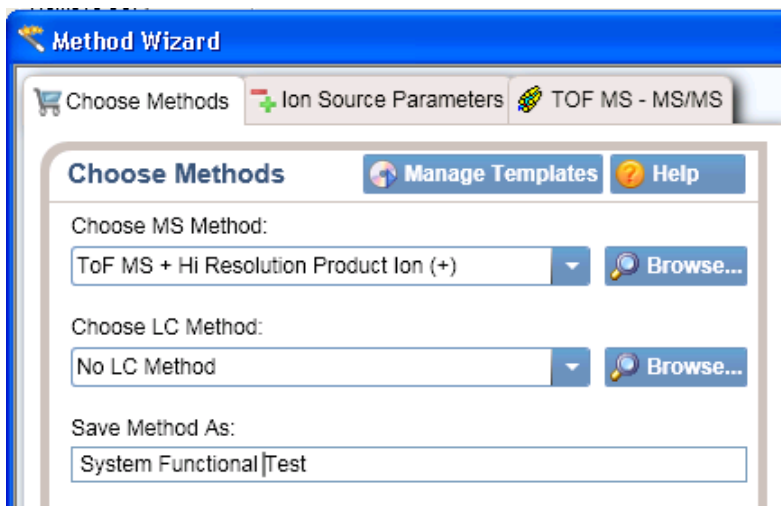 Method Wizard
Choose Methods Ion Source Parameters TOF MS - MS/MS
Choose Methods Manage Templates Help
Choose MS Method:
ToF MS + Hi Resolution Product Ion (+) Browse...
Choose LC Method:
No LC Method Browse...
Save Method As:
System Functional Test